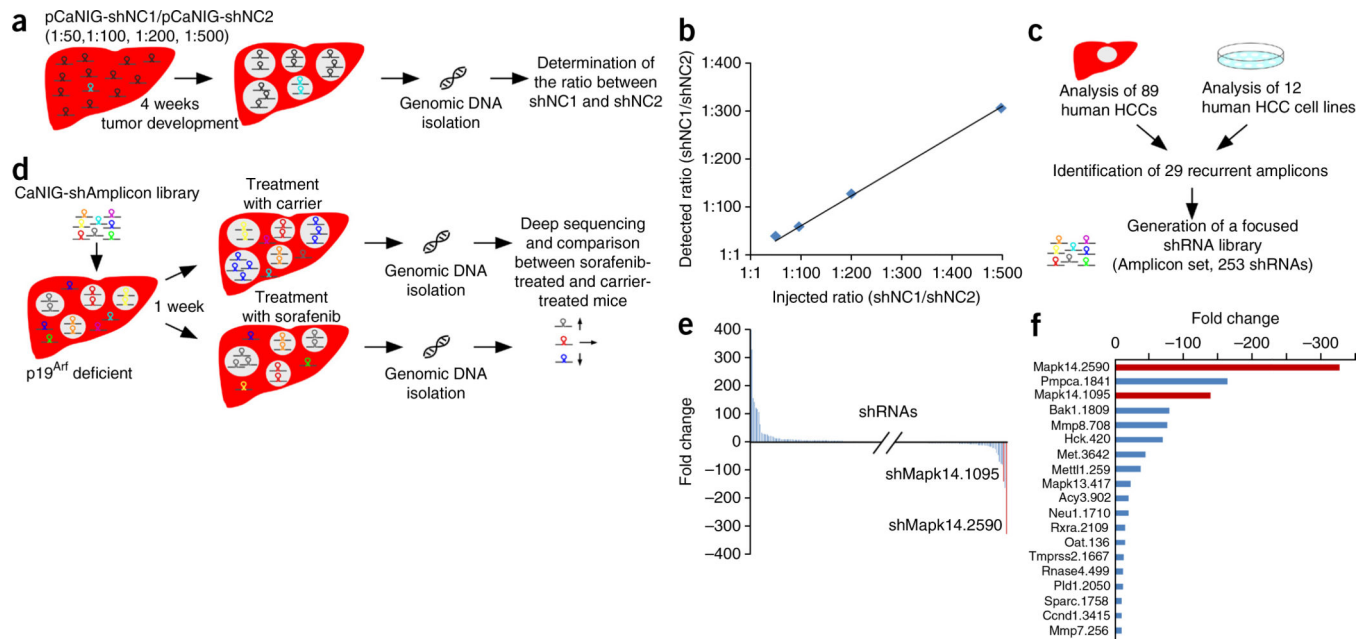 a
pCaNIG-shNC1/pCaNIG-shNC2
(1:50,1:100, 1:200, 1:500)
4 weeks
tumor development
Genomic DNA
isolation
Determination of
the ratio between
shNC1 and shNC2
b
Detected ratio (shNC1/shNC2)
1:400
1:300
1:200
1:100
1:1
1:1
1:100
1:200
1:300
1:400
1:500
Injected ratio (shNC1/shNC2)
c
Analysis of 89
human HCCs
Analysis of 12
human HCC cell lines
Identification of 29 recurrent amplicons
Generation of a focused
shRNA library
(Amplicon set, 253 shRNAs)
d
CaNIG-shAmplicon library
p19Arf deficient
1 week
Treatment
with carrier
Treatment
with sorafenib
Genomic DNA
isolation
Genomic DNA
isolation
Deep sequencing
and comparison
between sorafenib-
treated and carrier-
treated mice
e
Fold change
400
300
200
100
0
−100
−200
−300
−400
shRNAs
shMapk14.1095
shMapk14.2590
f
Fold change
0
−100
−200
−300
Mapk14.2590
Pmpca.1841
Mapk14.1095
Bak1.1809
Mmp8.708
Hck.420
Met.3642
Mettl1.259
Mapk13.417
Acy3.902
Neu1.1710
Rxra.2109
Oat.136
Tmprss2.1667
Rnase4.499
Pld1.2050
Sparc.1758
Ccnd1.3415
Mmp7.256